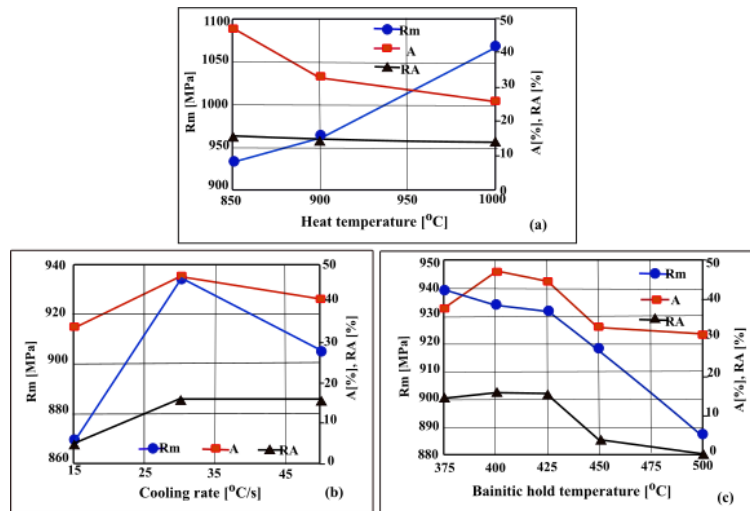 1100
1050
1000
950
900
Rm [MPa]
50
40
30
20
10
0
A[%], RA [%]
Rm
A
RA
850
900
950
1000
Heat temperature [°C]
(a)
940
920
900
880
860
Rm [MPa]
50
40
30
20
10
0
A[%], RA [%]
Rm
A
RA
15
25
35
45
Cooling rate [°C/s]
(b)
950
940
930
920
910
900
890
880
Rm [MPa]
50
40
30
20
10
0
A[%], RA [%]
Rm
A
RA
375
400
425
450
475
500
Bainitic hold temperature [°C]
(c)